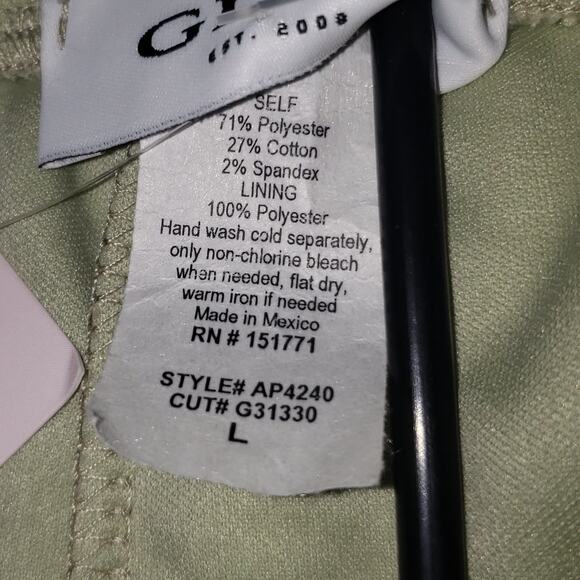 EST. 2008
SELF
71% Polyester
27% Cotton
2% Spandex
LINING
100% Polyester
Hand wash cold separately,
only non-chlorine bleach
when needed, flat dry,
warm iron if needed
Made in Mexico
RN # 151771
STYLE# AP4240
CUT# G31330
L